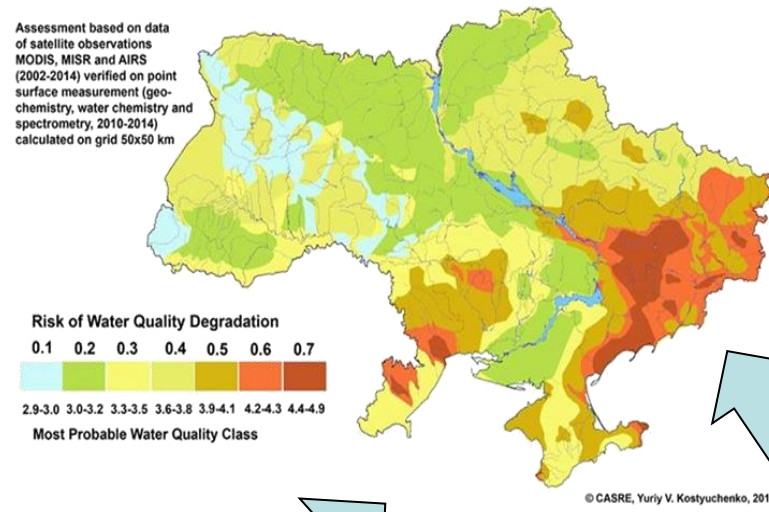 Assessment based on data
of satellite observations
MODIS, MISR and AIRS
(2002-2014) verified on point
surface measurement (geo-
chemistry, water chemistry and
spectrometry, 2010-2014)
calculated on grid 50x50 km
Risk of Water Quality Degradation
0.1 0.2 0.3 0.4 0.5 0.6 0.7
2.9-3.0 3.0-3.2 3.3-3.5 3.6-3.8 3.9-4.1 4.2-4.3 4.4-4.9
Most Probable Water Quality Class
© CASRE, Yuriy V. Kostyuchenko, 201